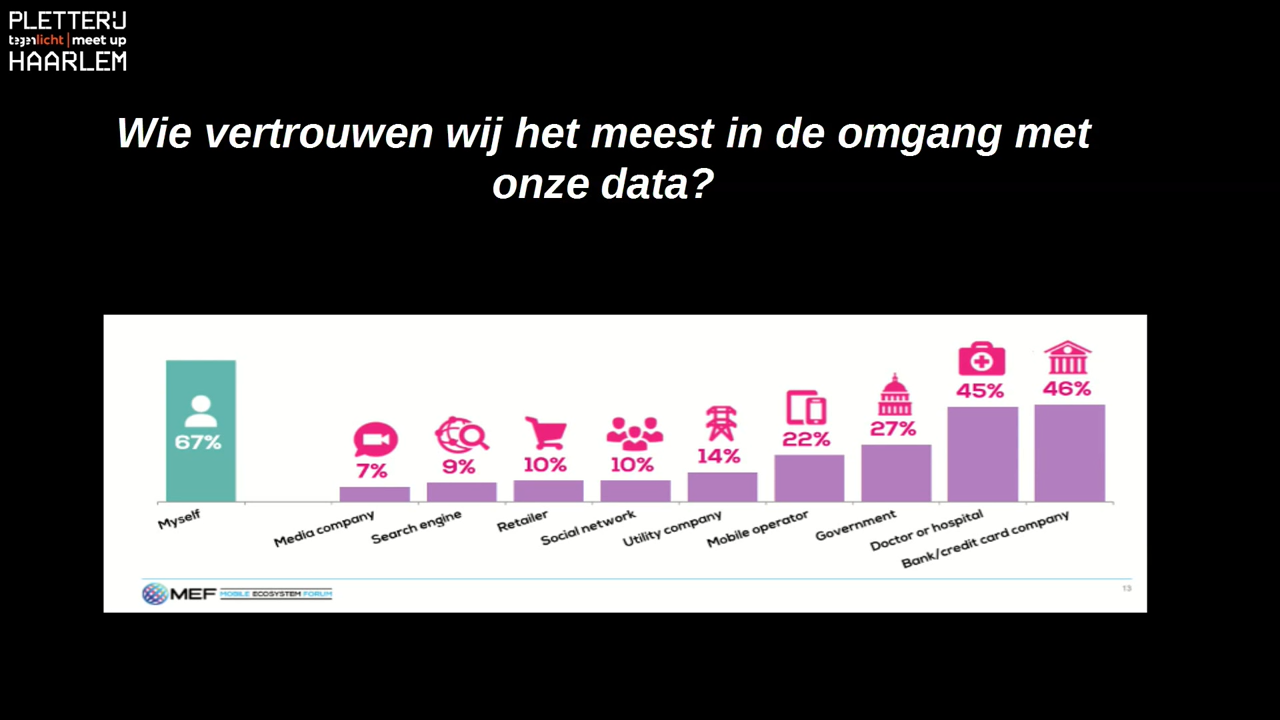 PLETTERIJ
tegenlicht | meet up
HAARLEM
Wie vertrouwen wij het meest in de omgang met
onze data?
67%
7%
9%
10%
10%
14%
22%
27%
45%
46%
Myself
Media company
Search engine
Retailer
Social network
Utility company
Mobile operator
Government
Doctor or hospital
Bank/credit card company
MEF MOBILE ECOSYSTEM FORUM
13